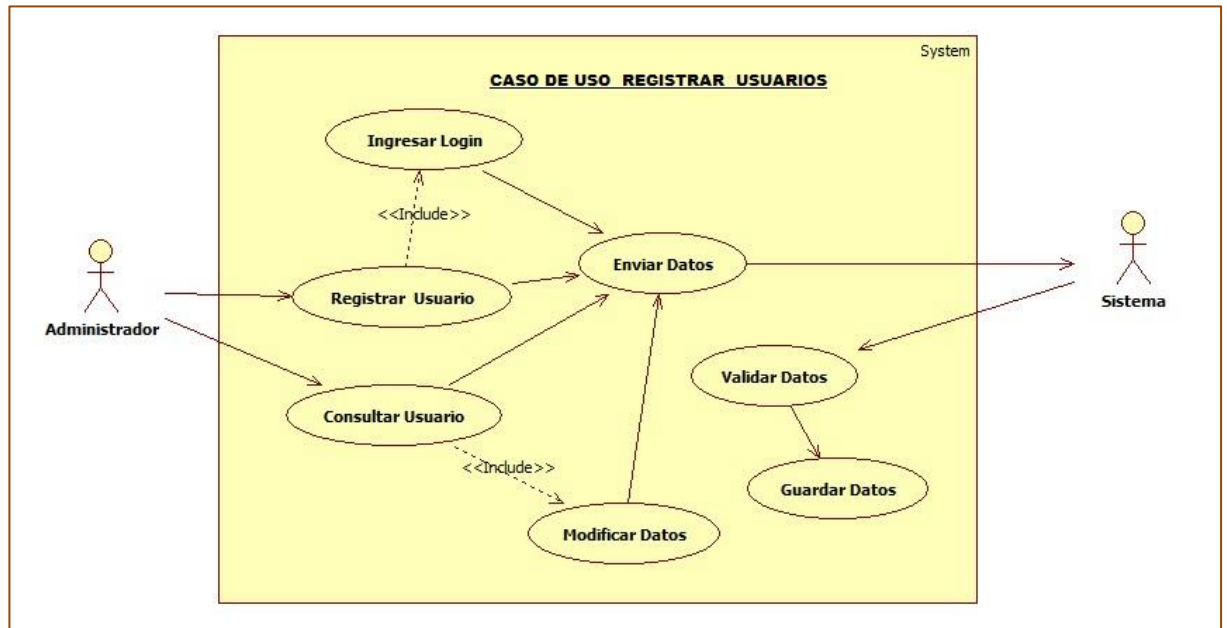 System
CASO DE USO REGISTRAR USUARIOS
Ingresar Login
<<Include>>
Enviar Datos
Registrar Usuario
Administrador
Sistema
Validar Datos
Consultar Usuario
<<Include>>
Guardar Datos
Modificar Datos